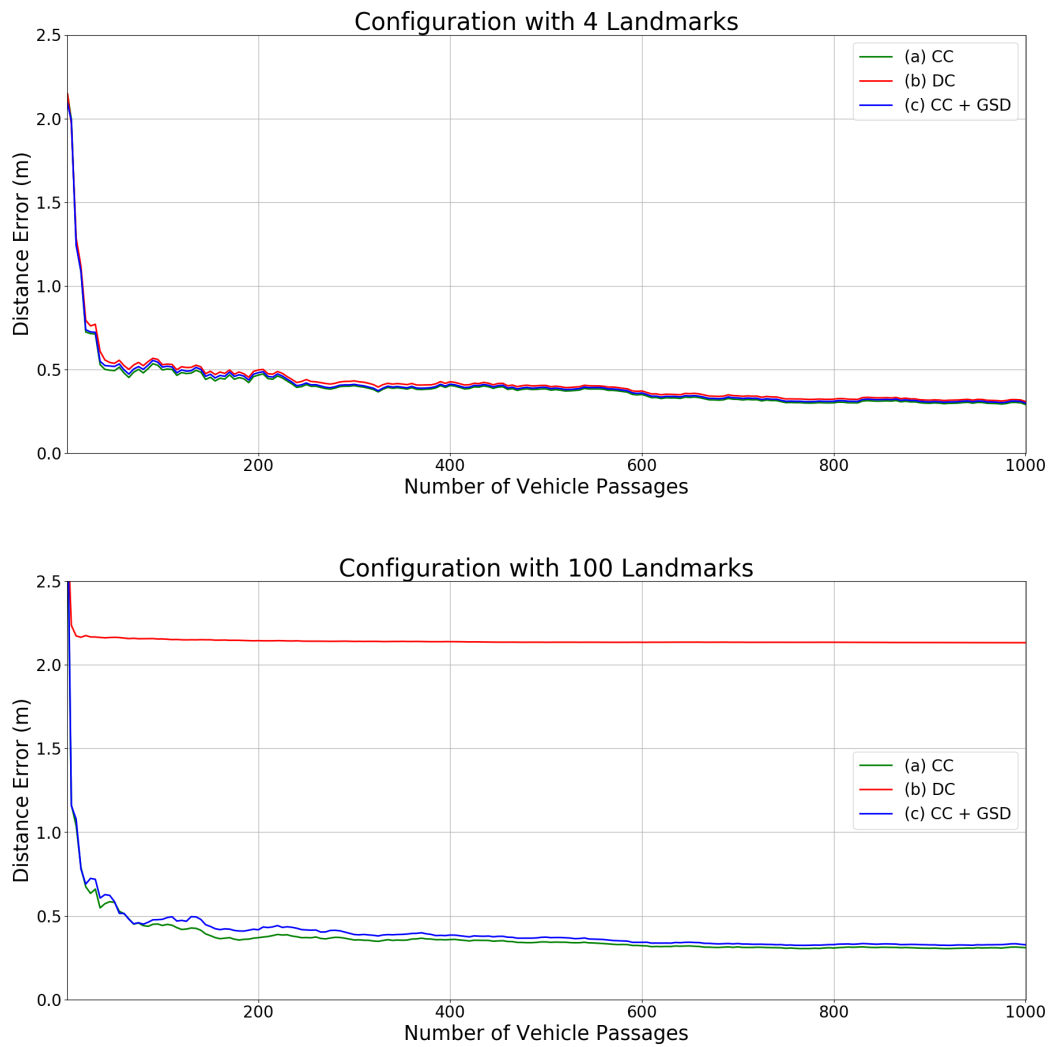 Configuration with 4 Landmarks
2.5
2.0
1.5
1.0
0.5
0.0
Distance Error (m)
(a) CC
(b) DC
(c) CC + GSD
200
400
600
800
1000
Number of Vehicle Passages
Configuration with 100 Landmarks
2.5
2.0
1.5
1.0
0.5
0.0
Distance Error (m)
(a) CC
(b) DC
(c) CC + GSD
200
400
600
800
1000
Number of Vehicle Passages